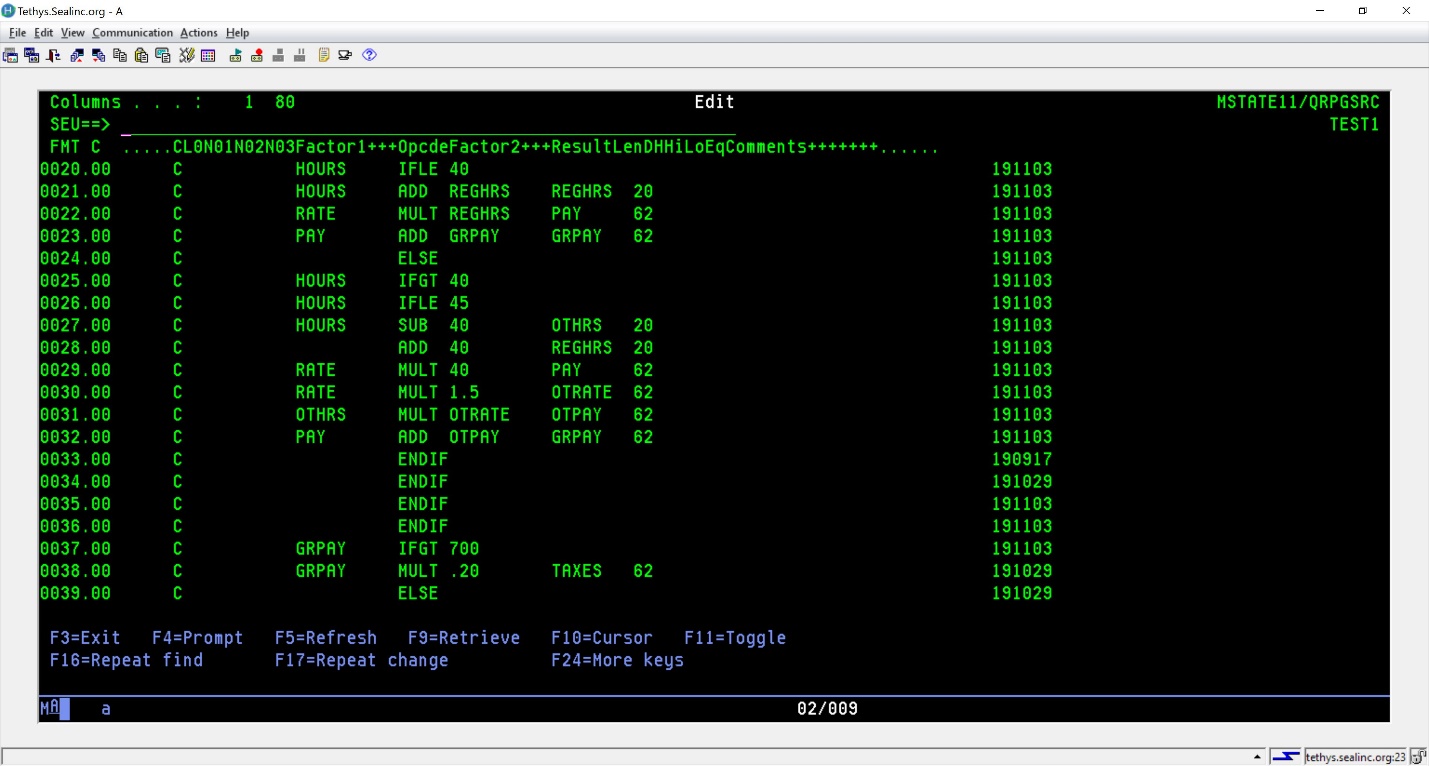 Tethys.Sealinc.org - A
File Edit View Communication Actions Help
Columns . . . : 1 80 Edit MSTATE11/QRPGSRC
SEU==> TEST1
FMT C .....CL0N01N02N03Factor1+++OpcdeFactor2+++ResultLenDHHiLoEqComments+++++++......
0020.00 C HOURS IFLE 40 191103
0021.00 C HOURS ADD REGHRS REGHRS 20 191103
0022.00 C RATE MULT REGHRS PAY 62 191103
0023.00 C PAY ADD GRPAY GRPAY 62 191103
0024.00 C ELSE 191103
0025.00 C HOURS IFGT 40 191103
0026.00 C HOURS IFLE 45 191103
0027.00 C HOURS SUB 40 OTHRS 20 191103
0028.00 C ADD 40 REGHRS 20 191103
0029.00 C RATE MULT 40 PAY 62 191103
0030.00 C RATE MULT 1.5 OTRATE 62 191103
0031.00 C OTHRS MULT OTRATE OTPAY 62 191103
0032.00 C PAY ADD OTPAY GRPAY 62 191103
0033.00 C ENDIF 190917
0034.00 C ENDIF 191029
0035.00 C ENDIF 191103
0036.00 C ENDIF 191103
0037.00 C GRPAY IFGT 700 191103
0038.00 C GRPAY MULT .20 TAXES 62 191029
0039.00 C ELSE 191029
F3=Exit F4=Prompt F5=Refresh F9=Retrieve F10=Cursor F11=Toggle
F16=Repeat find F17=Repeat change F24=More keys
MA a 02/009
tethys.sealinc.org:23